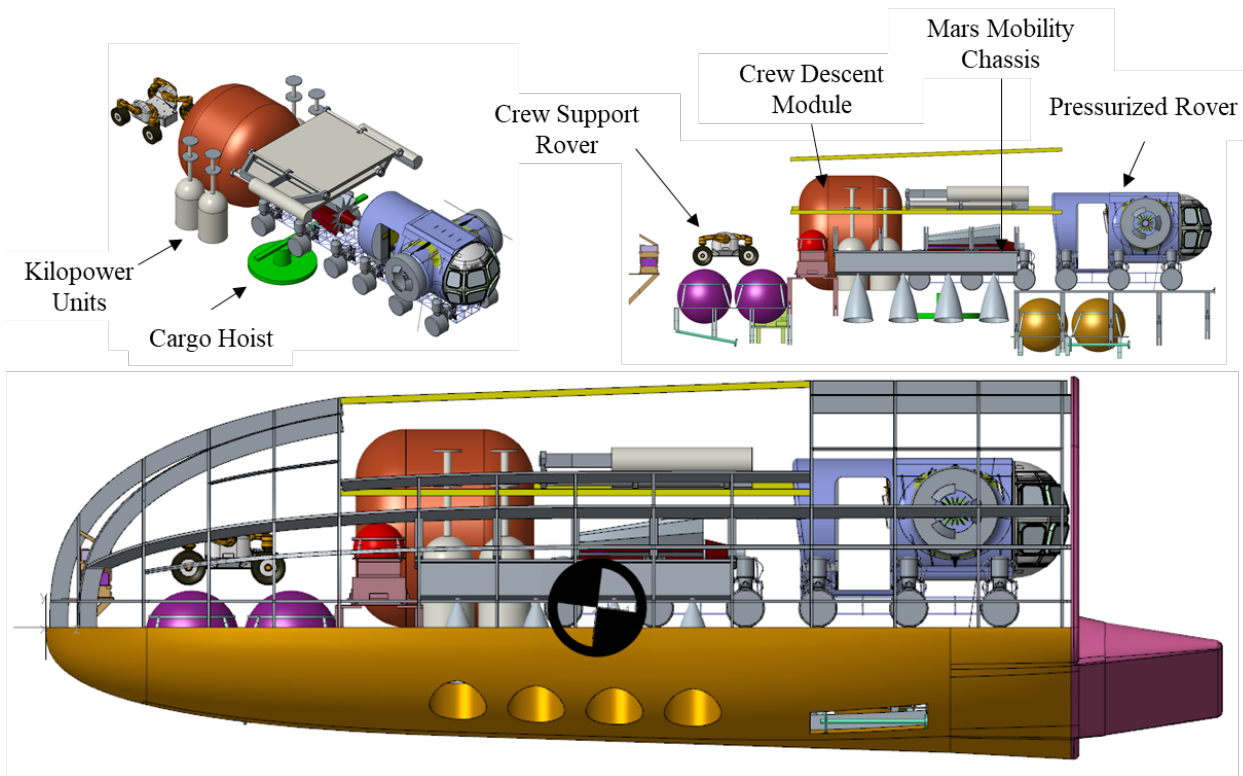 Kilopower
Units
Cargo Hoist
Crew Support
Rover
Crew Descent
Module
Mars Mobility
Chassis
Pressurized Rover